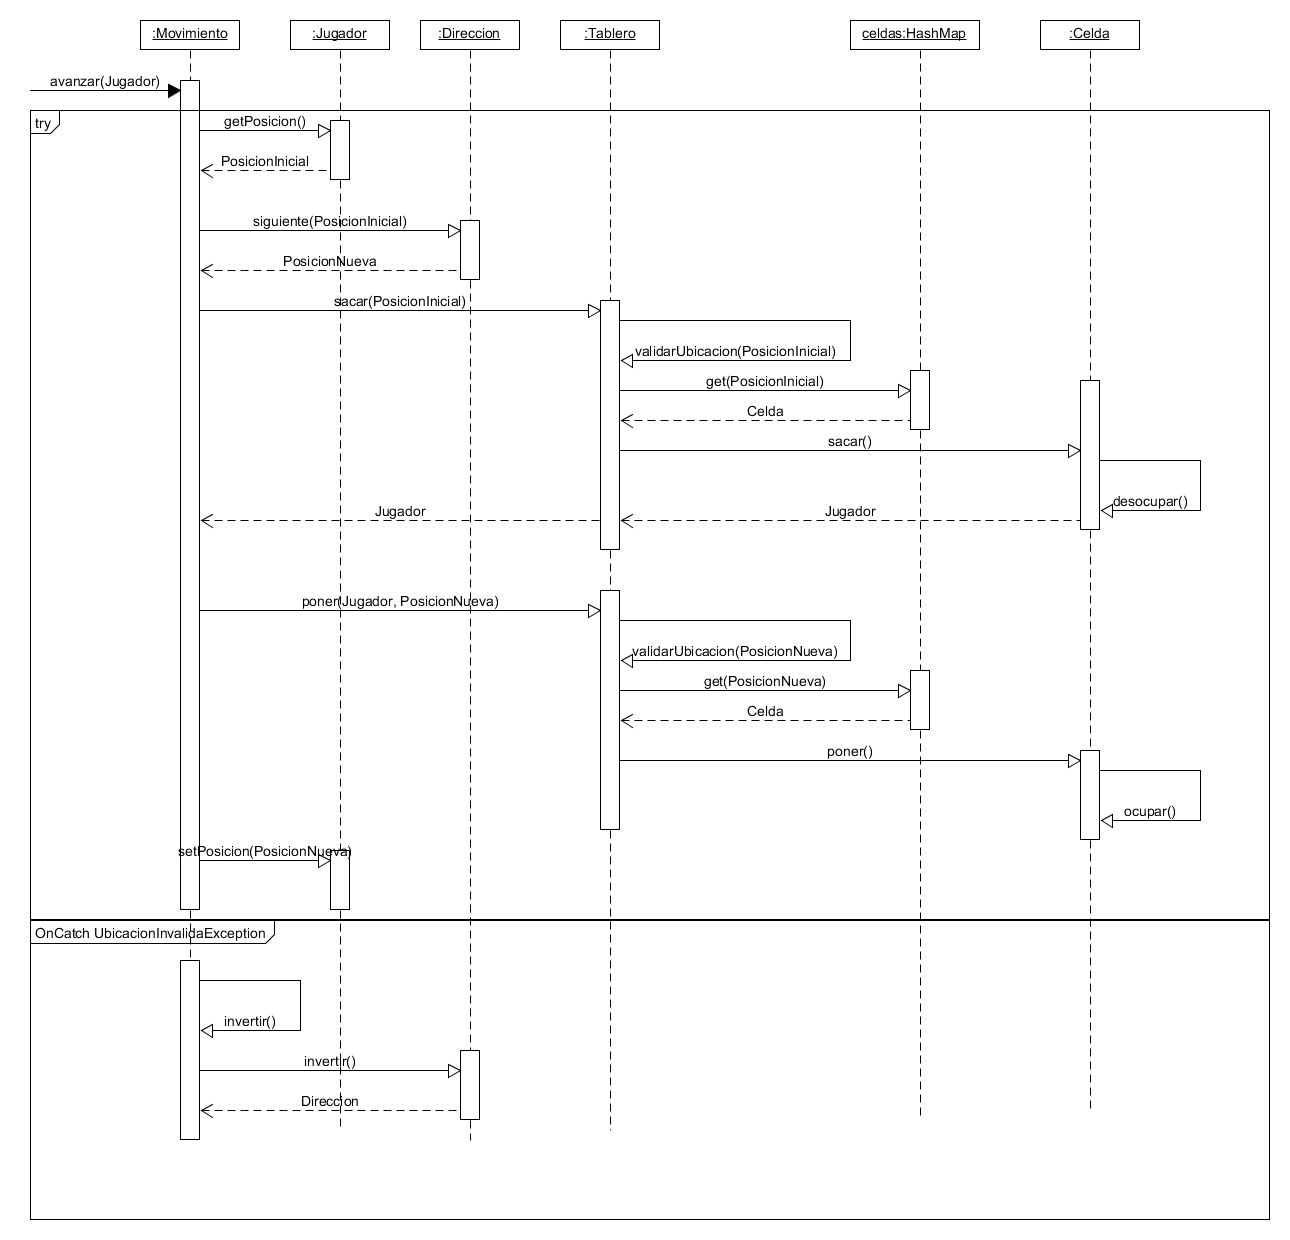 :Movimiento
:Jugador
:Direccion
:Tablero
celdas:HashMap
:Celda
avanzar(Jugador)
try
getPosicion()
PosicionInicial
siguiente(PosicionInicial)
PosicionNueva
sacar(PosicionInicial)
validarUbicacion(PosicionInicial)
get(PosicionInicial)
Celda
sacar()
desocupar()
Jugador
Jugador
poner(Jugador, PosicionNueva)
validarUbicacion(PosicionNueva)
get(PosicionNueva)
Celda
poner()
ocupar()
setPosicion(PosicionNueva)
OnCatch UbicacionInvalidaException
invertir()
invertir()
Direccion